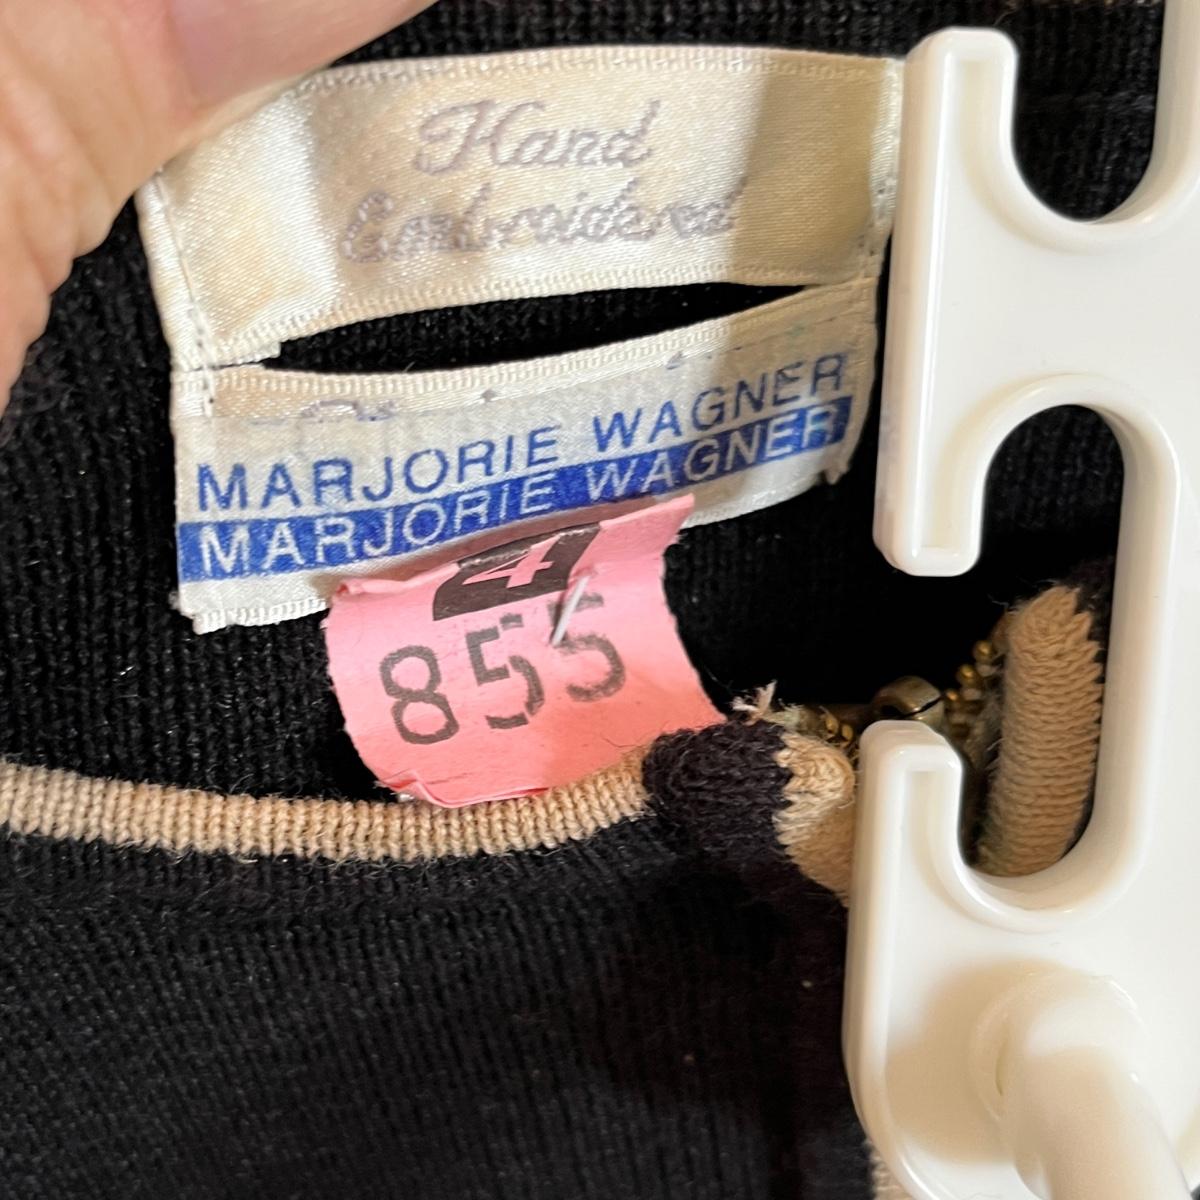 Hand
Embroidered
MARJORIE WAGNER
MARJORIE WAGNER
4
855